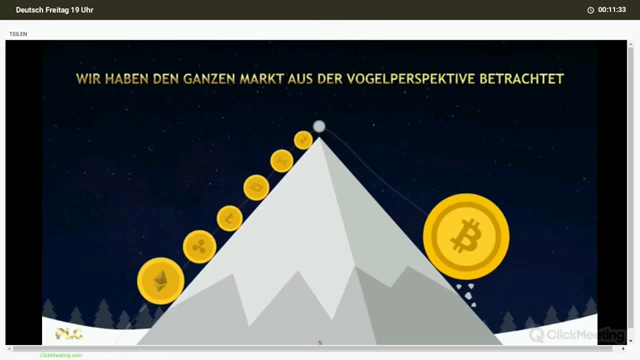 Deutsch Freitag 19 Uhr
00:11:33
TEILEN
WIR HABEN DEN GANZEN MARKT AUS DER VOGELPERSPEKTIVE BETRACHTET
PLC
ClickMeeting
ClickMeeting.com